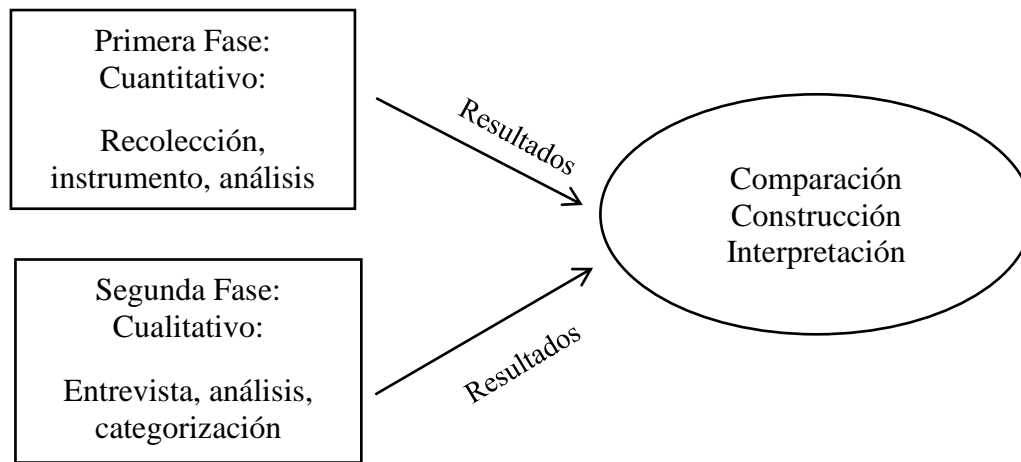 Primera Fase:
Cuantitativo:
Recolección,
instrumento, análisis
Resultados
Segunda Fase:
Cualitativo:
Entrevista, análisis,
categorización
Resultados
Comparación
Construcción
Interpretación